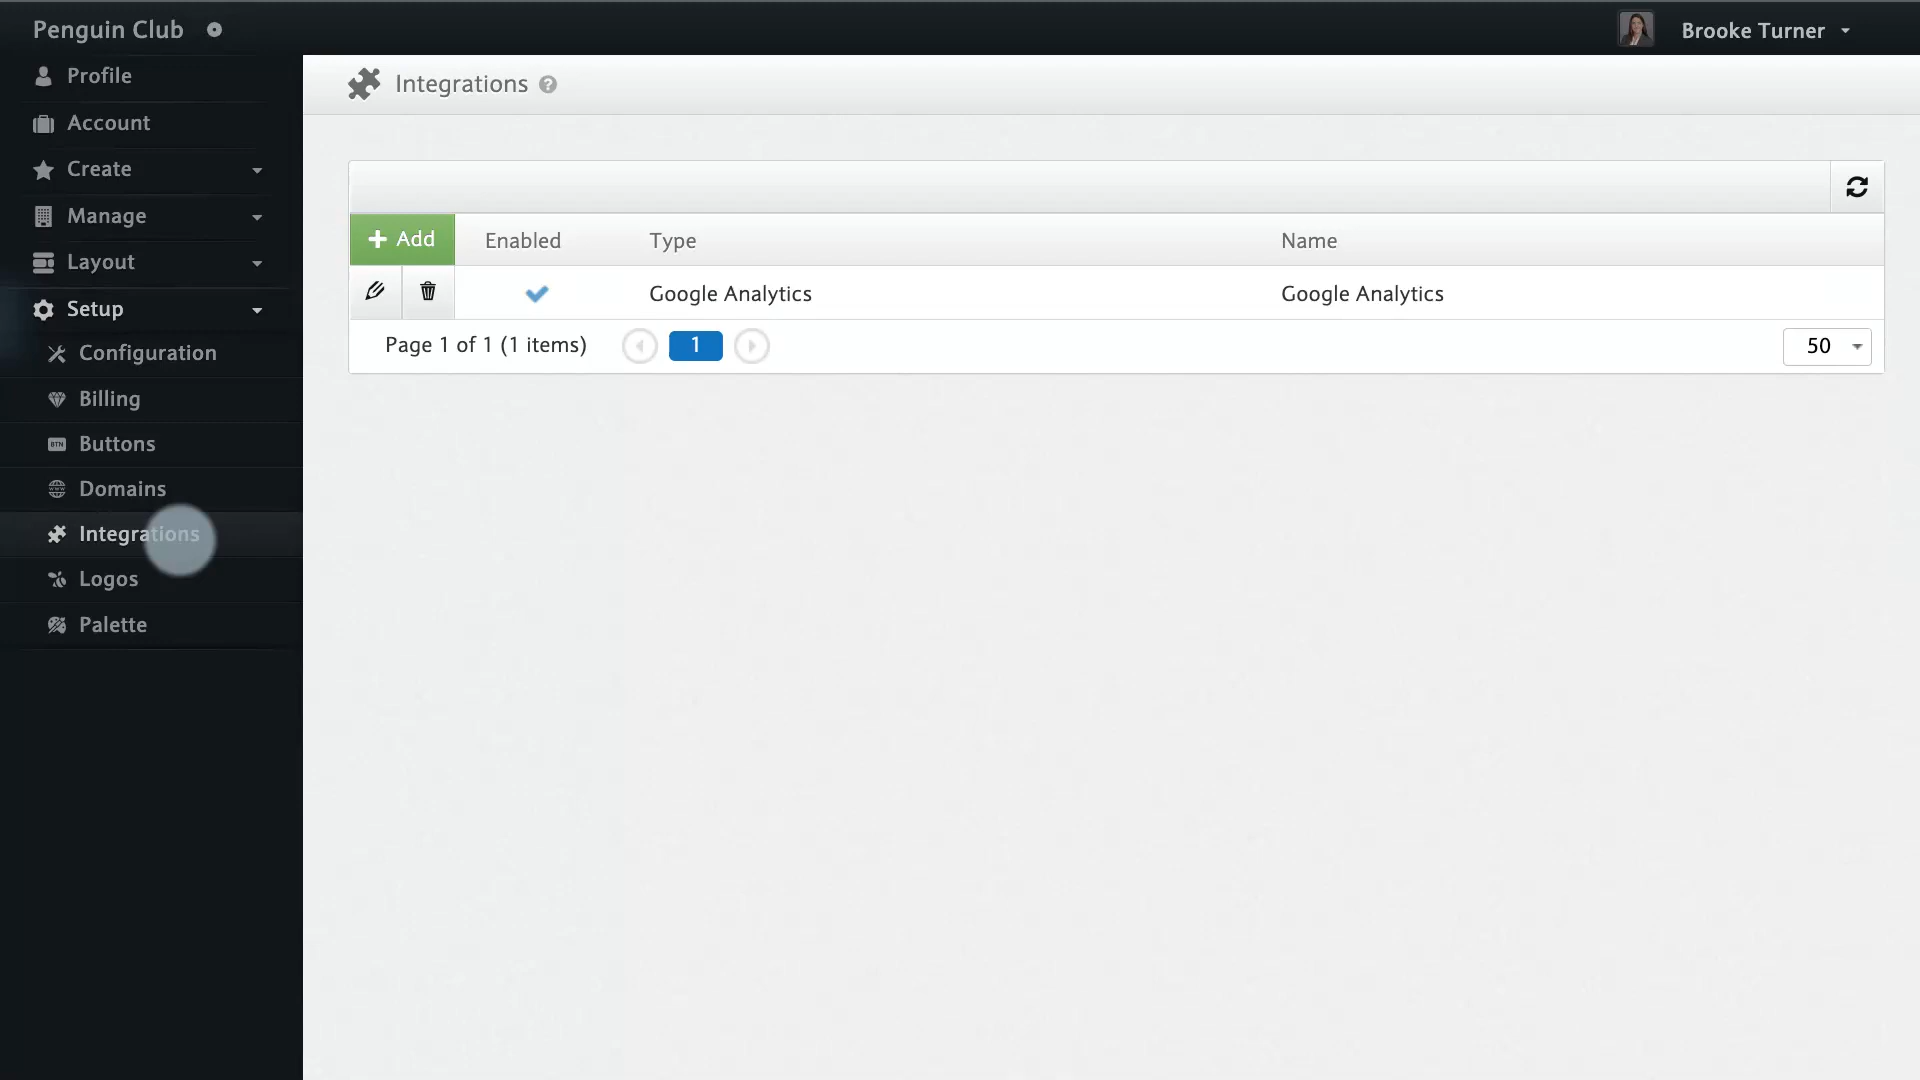 Penguin Club
Brooke Turner
Profile
Account
Create
Manage
Layout
Setup
Configuration
Billing
Buttons
Domains
Integrations
Logos
Palette
Integrations ?
Add Enabled Type Name
Google Analytics Google Analytics
Page 1 of 1 (1 items) 1 50